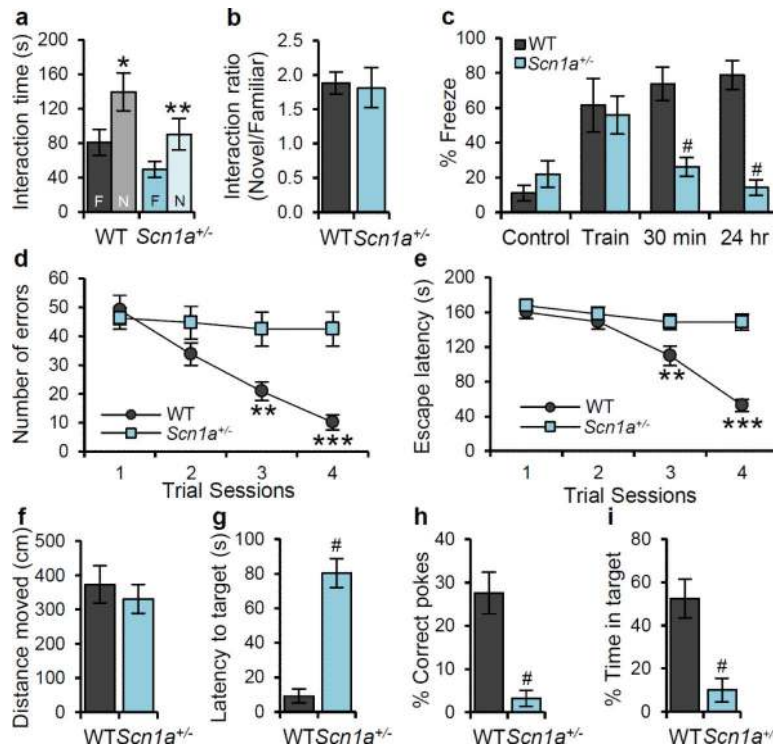 a
Interaction time (s)
200
160
120
80
40
0
*
**
F
N
F
N
WT Scn1a+/-
b
Interaction ratio
(Novel/Familiar)
2.5
2.0
1.5
1.0
0.5
0.0
WT Scn1a+/-
c
% Freeze
100
80
60
40
20
0
WT
Scn1a+/-
#
#
Control Train 30 min 24 hr
d
Number of errors
60
50
40
30
20
10
0
WT
Scn1a+/-
**
***
1 2 3 4
Trial Sessions
e
Escape latency (s)
200
160
120
80
40
0
WT
Scn1a+/-
**
***
1 2 3 4
Trial Sessions
f
Distance moved (cm)
500
400
300
200
100
0
WT Scn1a+/-
g
Latency to target (s)
100
80
60
40
20
0
#
WT Scn1a+/-
h
% Correct pokes
40
30
20
10
0
#
WT Scn1a+/-
i
% Time in target
80
60
40
20
0
#
WT Scn1a+/-